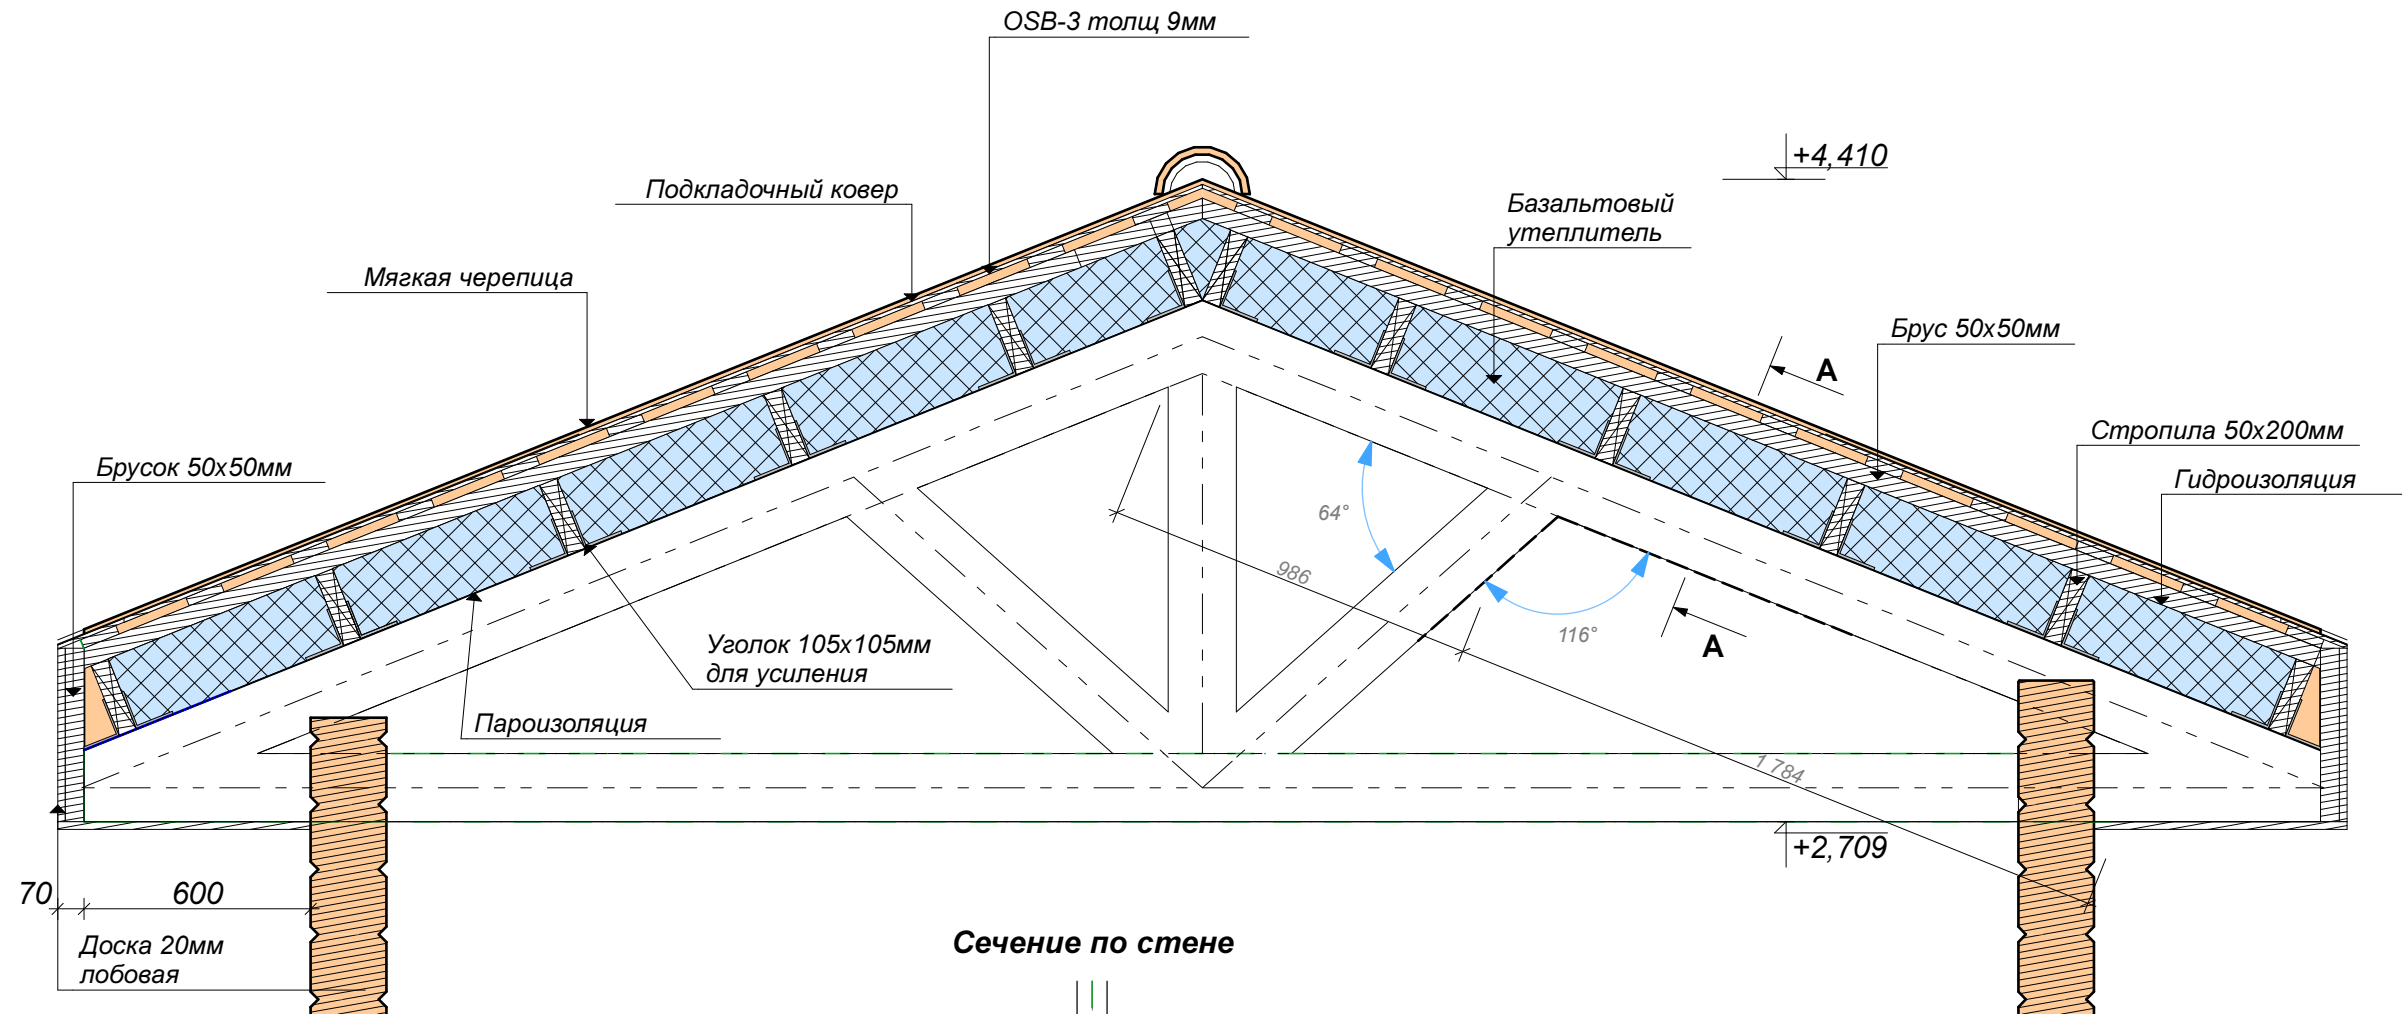 OSB-3 толщ 9мм
+4,410
Подкладочный ковер
Базальтовый
утеплитель
Мягкая черепица
Брус 50х50мм
А
Стропила 50х200мм
Брусок 50х50мм
Гидроизоляция
64°
986
116°
А
Уголок 105х105мм
для усиления
Пароизоляция
1 784
+2,709
70
600
Доска 20мм
лобовая
Сечение по стене